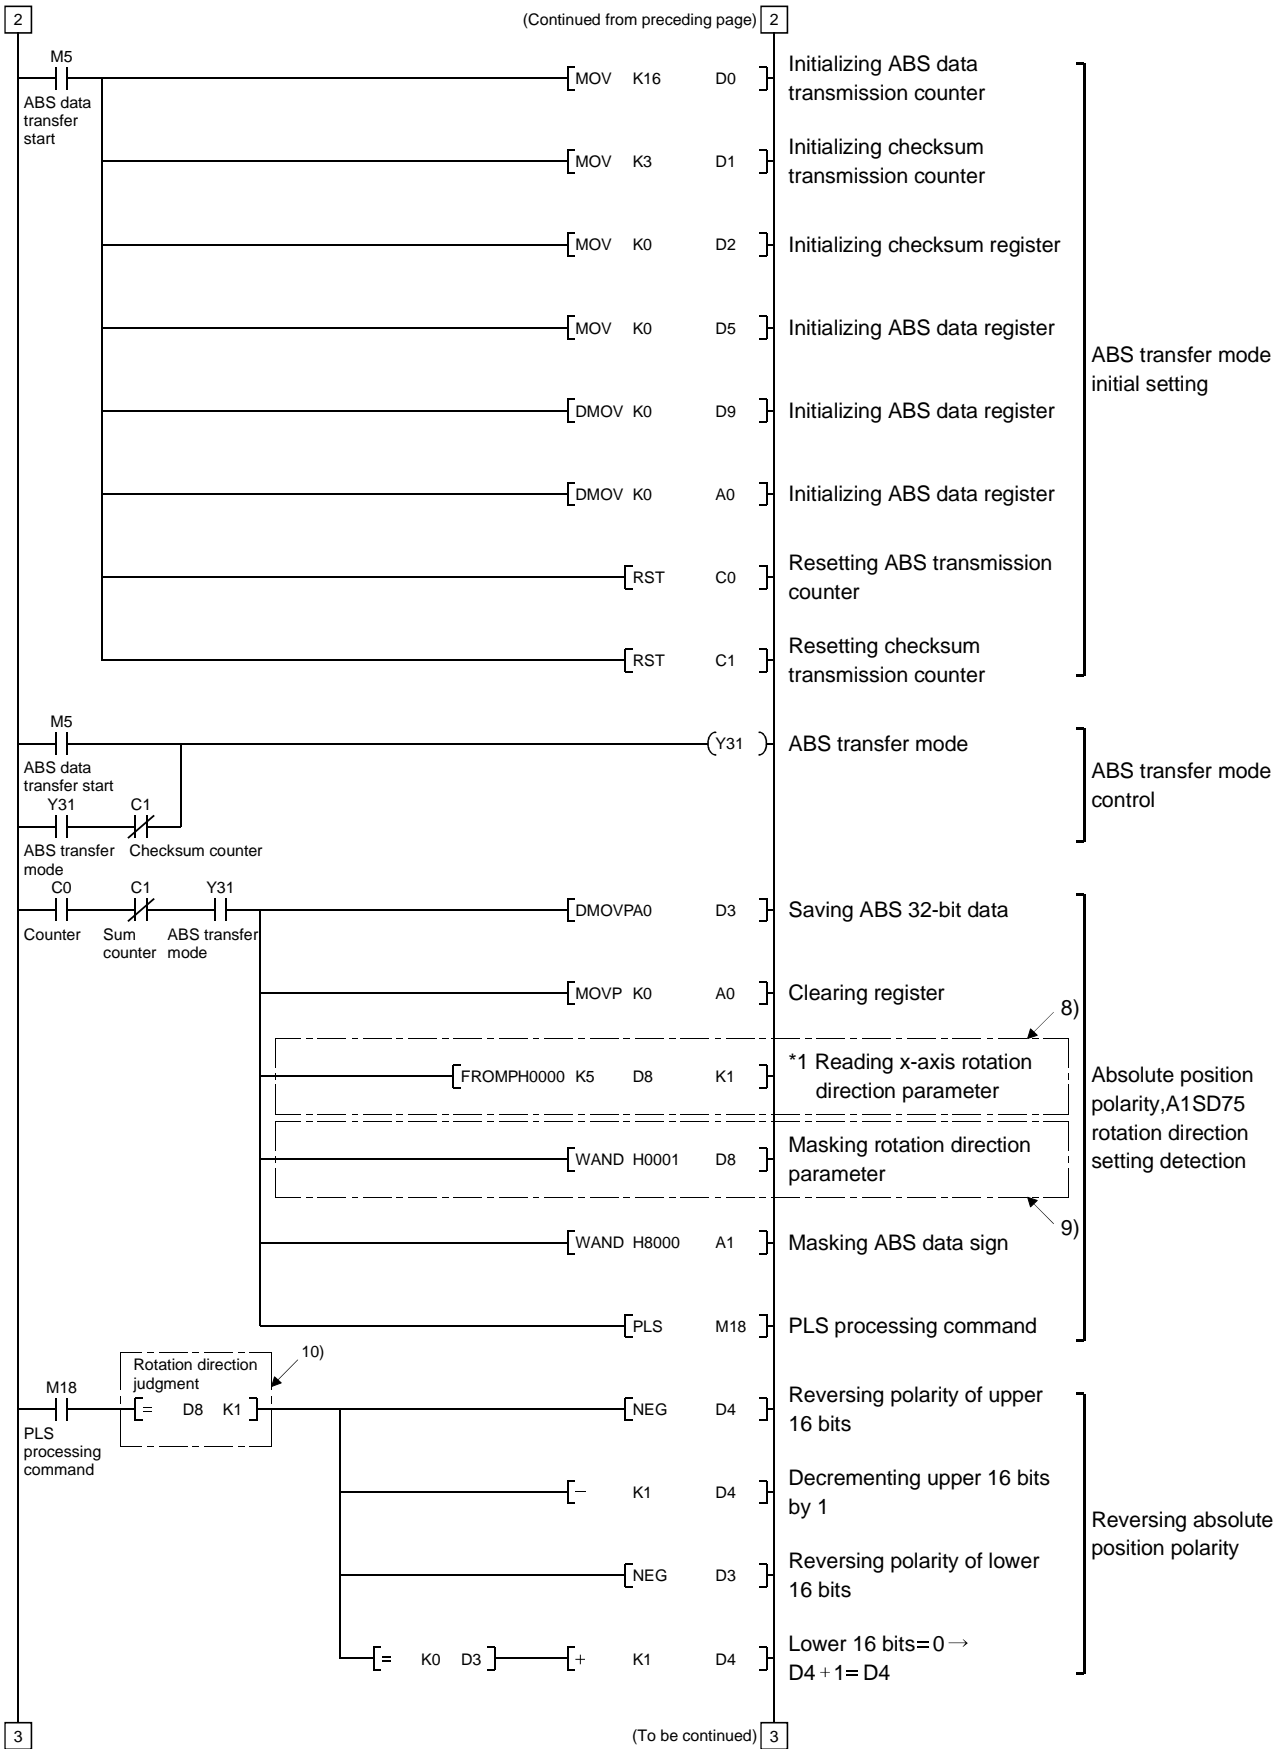 2 (Continued from preceding page) 2
M5
ABS data
transfer
start
MOV K16 D0
Initializing ABS data
transmission counter
MOV K3 D1
Initializing checksum
transmission counter
MOV K0 D2
Initializing checksum register
MOV K0 D5
Initializing ABS data register
DMOV K0 D9
Initializing ABS data register
DMOV K0 A0
Initializing ABS data register
RST C0
Resetting ABS transmission
counter
RST C1
Resetting checksum
transmission counter
ABS transfer mode
initial setting
M5
ABS data
transfer start
Y31
ABS transfer mode
Y31 C1
ABS transfer
mode
Checksum counter
ABS transfer mode
control
C0 C1 Y31
Counter
Sum
counter
ABS transfer
mode
DMOVPA0 D3
Saving ABS 32-bit data
MOVP K0 A0
Clearing register
8)
FROMPH0000 K5 D8 K1
*1 Reading x-axis rotation
direction parameter
WAND H0001 D8
Masking rotation direction
parameter
9)
WAND H8000 A1
Masking ABS data sign
PLS M18
PLS processing command
Absolute position
polarity,A1SD75
rotation direction
setting detection
M18
PLS
processing
command
Rotation direction
judgment
= D8 K1
10)
NEG D4
Reversing polarity of upper
16 bits
− K1 D4
Decrementing upper 16 bits
by 1
NEG D3
Reversing polarity of lower
16 bits
= K0 D3
+ K1 D4
Lower 16 bits=0→
D4+1=D4
Reversing absolute
position polarity
3 (To be continued) 3